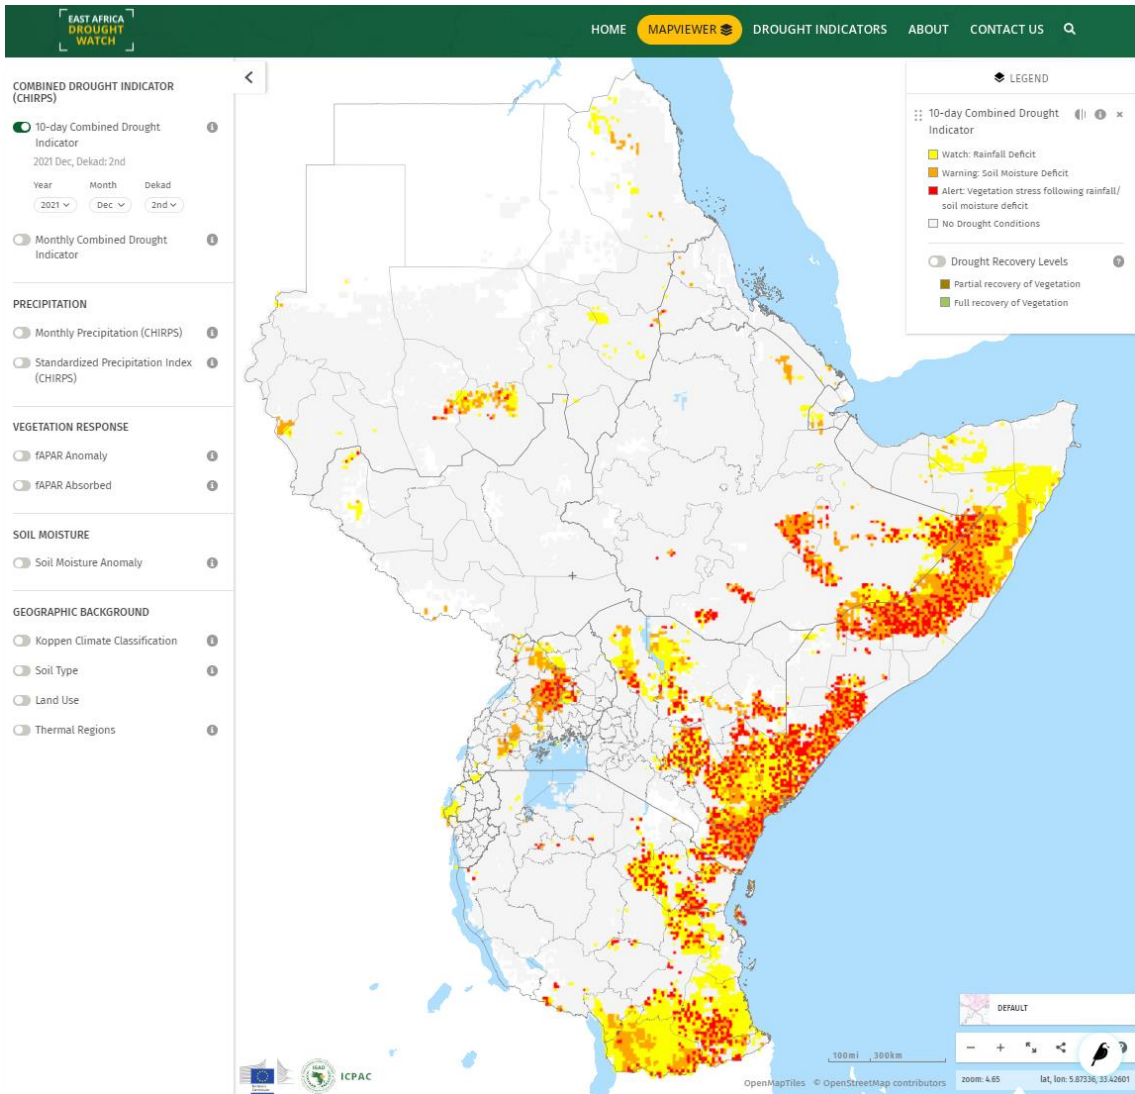 EAST AFRICA
DROUGHT
WATCH
HOME
MAPVIEWER
DROUGHT INDICATORS
ABOUT
CONTACT US
COMBINED DROUGHT INDICATOR
(CHIRPS)
10-day Combined Drought
Indicator
2021 Dec, Dekad: 2nd
Year Month Dekad
2021 Dec 2nd
Monthly Combined Drought
Indicator
PRECIPITATION
Monthly Precipitation (CHIRPS)
Standardized Precipitation Index
(CHIRPS)
VEGETATION RESPONSE
fAPAR Anomaly
fAPAR Absorbed
SOIL MOISTURE
Soil Moisture Anomaly
GEOGRAPHIC BACKGROUND
Koppen Climate Classification
Soil Type
Land Use
Thermal Regions
LEGEND
10-day Combined Drought
Indicator
Watch: Rainfall Deficit
Warning: Soil Moisture Deficit
Alert: Vegetation stress following rainfall/
soil moisture deficit
No Drought Conditions
Drought Recovery Levels
Partial recovery of Vegetation
Full recovery of Vegetation
DEFAULT
100mi 300km
ICPAC
OpenMapTiles © OpenStreetMap contributors
zoom: 4.65
lat, lon: 5.87336, 33.42601